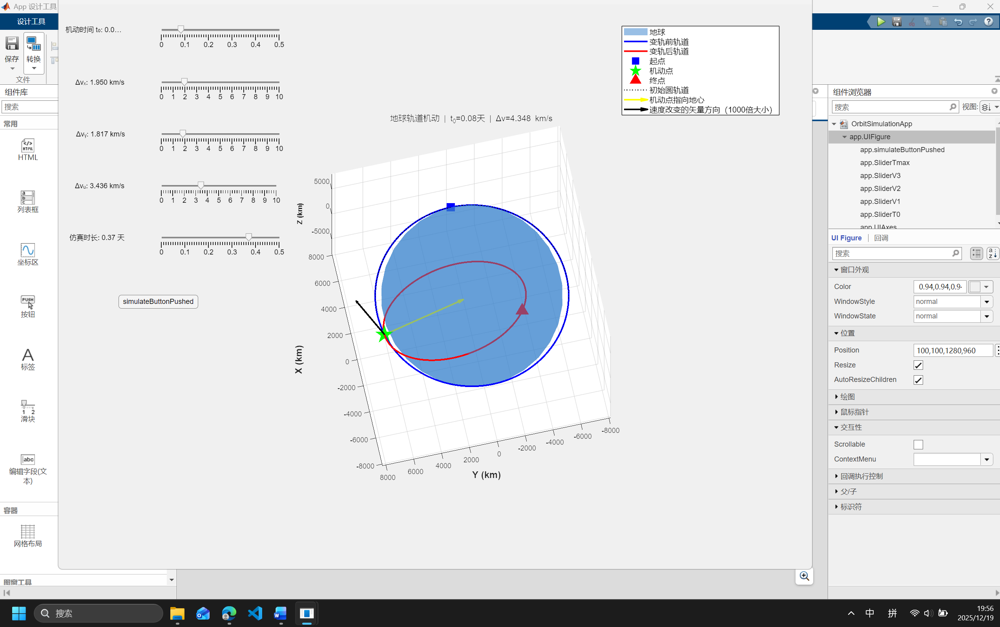 App 设计工具
设计工具
保存
转换
文件
组件库
搜索
常用
HTML
列表框
坐标区
PUSH
按钮
A
标签
1 2
滑块
abc
编辑字段(文
本)
容器
网格布局
图窗工具
机动时间 t₀: 0.0...
0 0.1 0.2 0.3 0.4 0.5
Δvₓ: 1.950 km/s
0 1 2 3 4 5 6 7 8 9 10
Δvᵧ: 1.817 km/s
0 1 2 3 4 5 6 7 8 9 10
Δvᵤ: 3.436 km/s
0 1 2 3 4 5 6 7 8 9 10
仿真时长: 0.37 天
0 0.1 0.2 0.3 0.4 0.5
simulateButtonPushed
地球轨道机动 | t₀=0.08天 | Δv=4.348 km/s
Z (km)
5000
0
-5000
X (km)
8000
6000
4000
2000
0
-2000
-4000
-6000
-8000
8000 6000 4000 2000 0 -2000 -4000 -6000 -8000
Y (km)
地球
变轨前轨道
变轨后轨道
起点
机动点
终点
初始圆轨道
机动点指向地心
速度改变的矢量方向（1000倍大小）
组件浏览器
搜索
视图:
OrbitSimulationApp
app.UIFigure
app.simulateButtonPushed
app.SliderTmax
app.SliderV3
app.SliderV2
app.SliderV1
app.SliderT0
app.UIAxes
UI Figure | 回调
搜索
窗口外观
Color 0.94,0.94,0.94
WindowStyle normal
WindowState normal
位置
Position 100,100,1280,960
Resize
AutoResizeChildren
绘图
鼠标指针
交互性
Scrollable
ContextMenu
回调执行控制
父/子
标识符
搜索
中
拼
19:56
2025/12/19